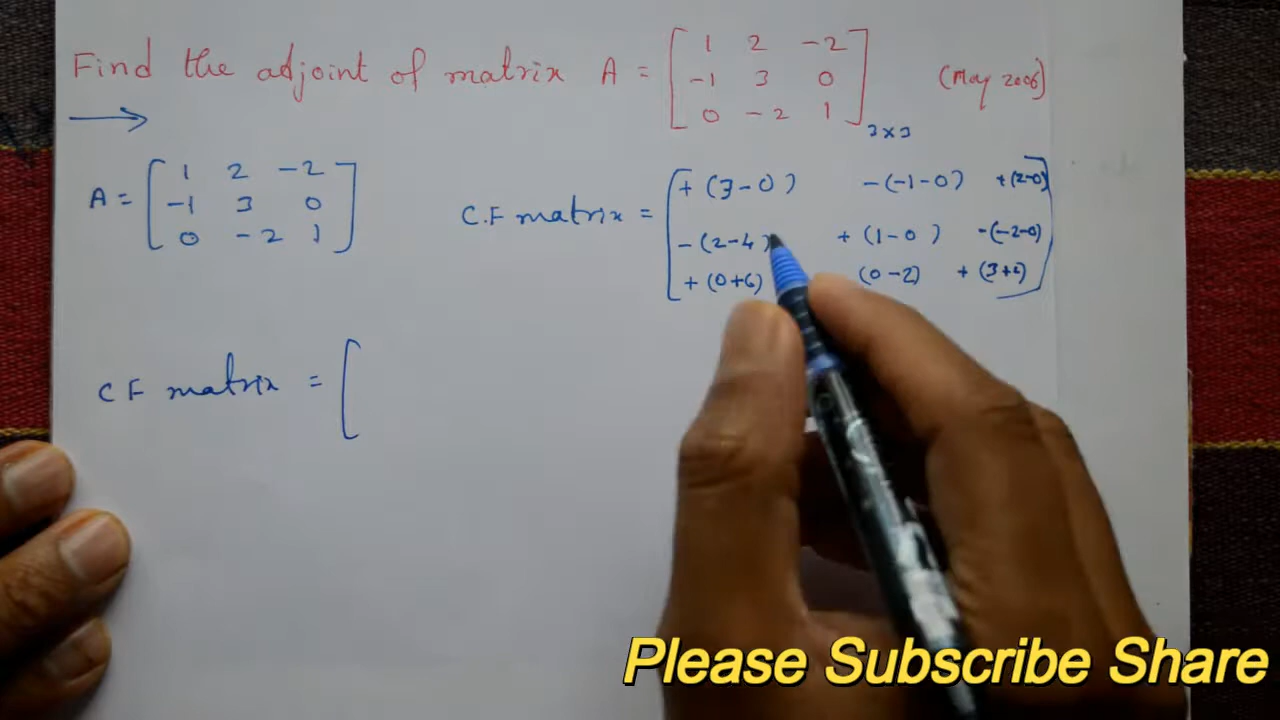 Find the adjoint of matrix A = [ 1 2 -2
-1 3 0
0 -2 1 ] 3×3 (May 2006)
A = [ 1 2 -2
-1 3 0
0 -2 1 ]
C.F matrix = [ + (3-0) -(-1-0) +(2-0)
-(2-4) + (1-0) -(-2-0)
+ (0+6) (0-2) + (3+2) ]
CF matrix = [
Please Subscribe Share